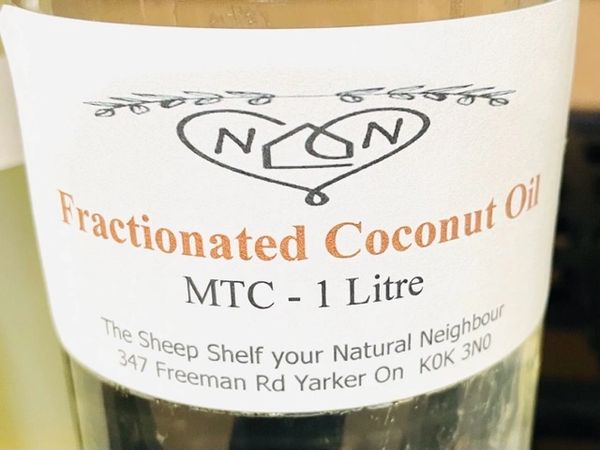 N N
Fractionated Coconut Oil
MTC - 1 Litre
The Sheep Shelf your Natural Neighbour
347 Freeman Rd Yarker On K0K 3N0